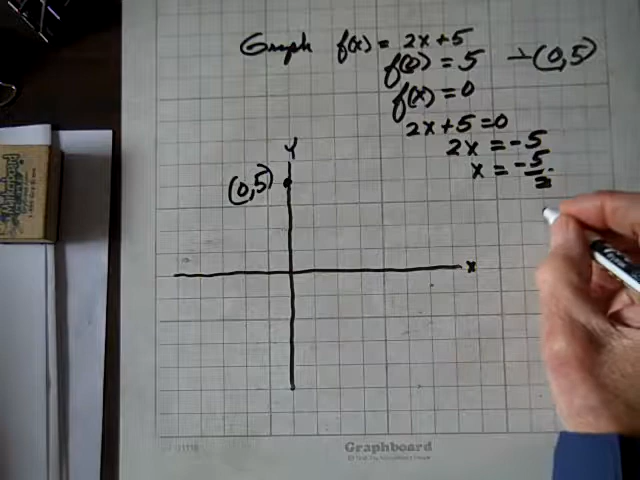 Graph f(x) = 2x+5
f(0) = 5 → (0,5)
f(x) = 0
2x+5=0
2x = -5
x = -5/2
Y
(0,5)
x
Graphboard